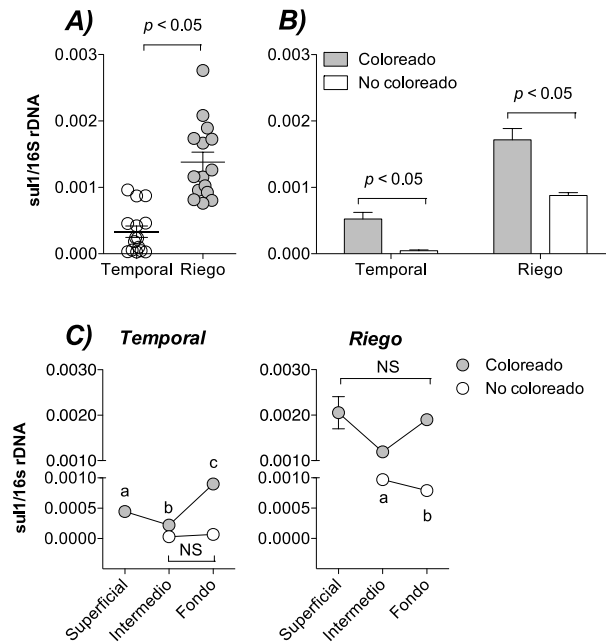 A)
p < 0.05
0.003
0.002
0.001
0.000
sul1/16S rDNA
Temporal
Riego
B)
Coloreado
No coloreado
0.003
0.002
0.001
0.000
p < 0.05
p < 0.05
Temporal
Riego
C)
Temporal
0.0030
0.0020
0.0010
0.0010
0.0005
0.0000
sul1/16s rDNA
a
b
c
NS
Superficial
Intermedio
Fondo
Riego
0.0030
0.0020
0.0010
0.0010
0.0005
0.0000
NS
a
b
Superficial
Intermedio
Fondo
Coloreado
No coloreado